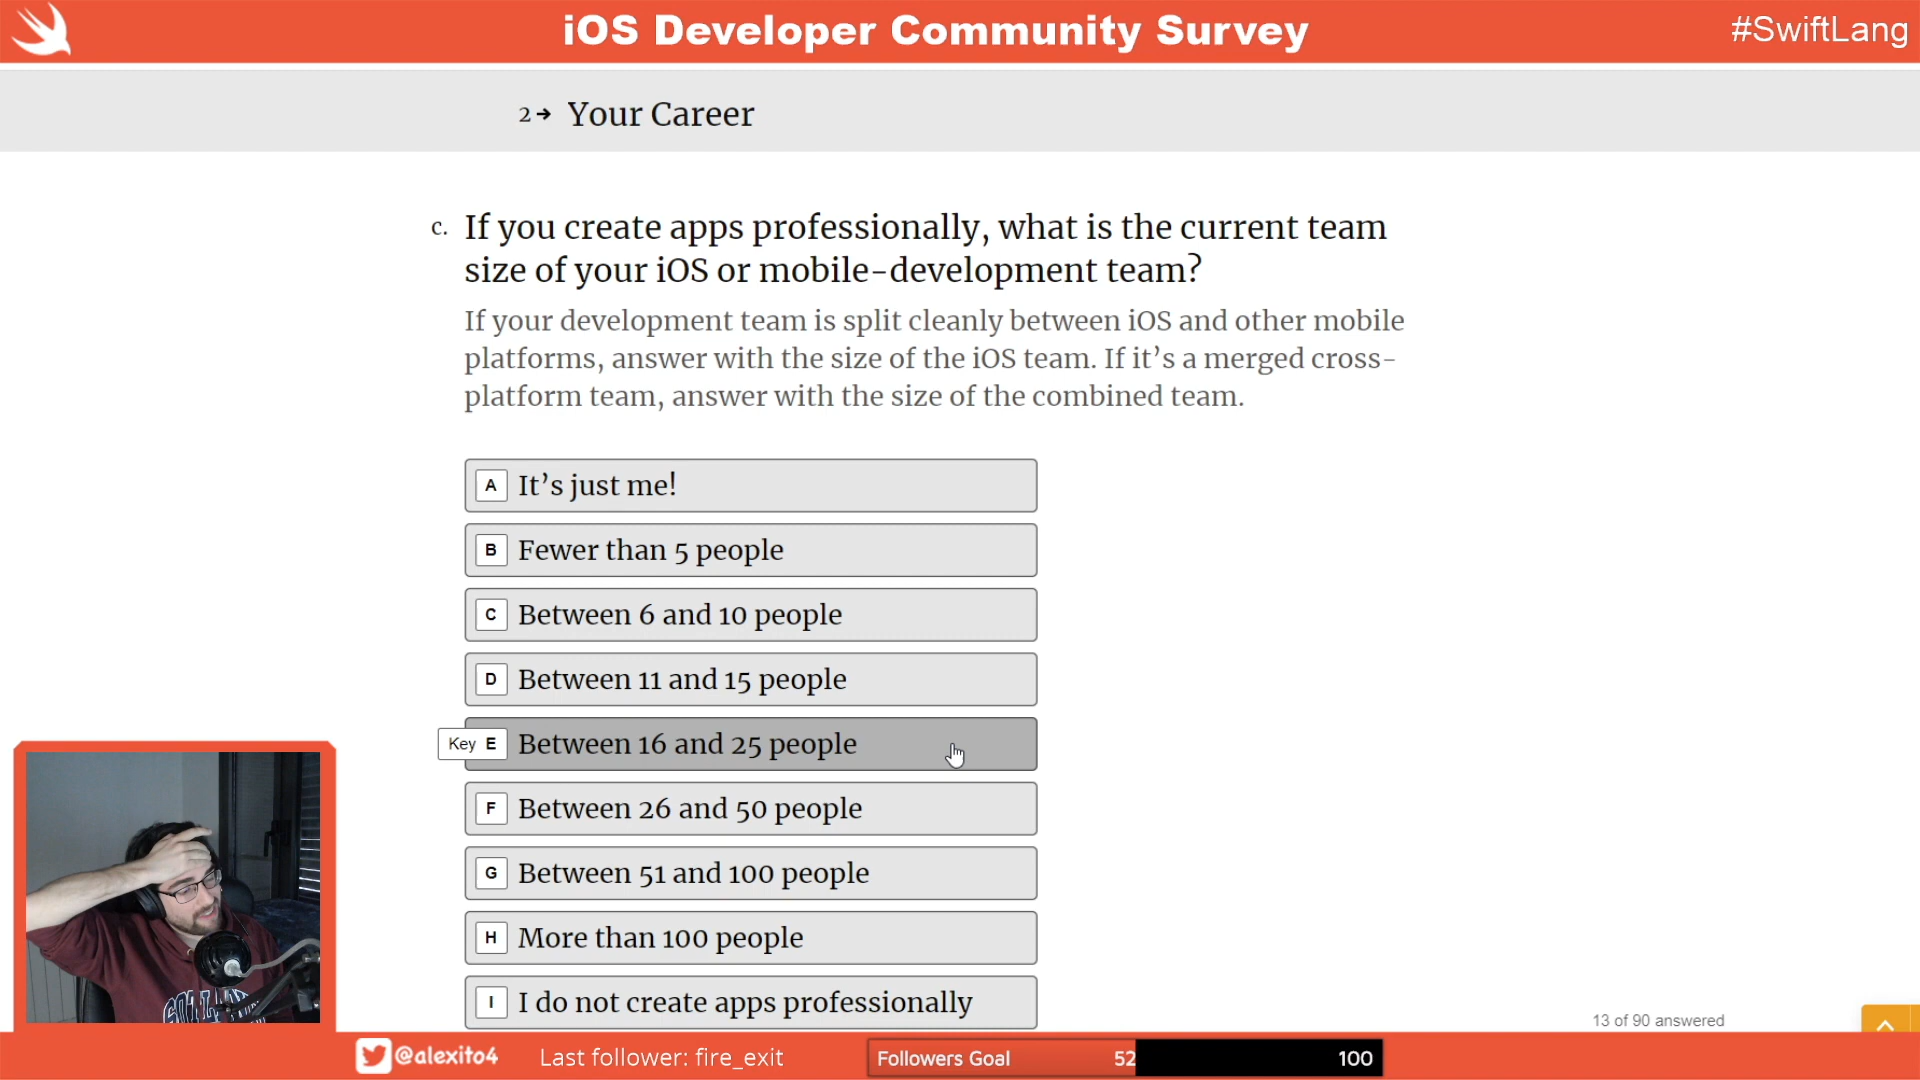 iOS Developer Community Survey
#SwiftLang
2 → Your Career
c. If you create apps professionally, what is the current team
size of your iOS or mobile-development team?
If your development team is split cleanly between iOS and other mobile
platforms, answer with the size of the iOS team. If it’s a merged cross-
platform team, answer with the size of the combined team.
A It’s just me!
B Fewer than 5 people
C Between 6 and 10 people
D Between 11 and 15 people
Key E Between 16 and 25 people
F Between 26 and 50 people
G Between 51 and 100 people
H More than 100 people
I I do not create apps professionally
13 of 90 answered
@alexito4
Last follower: fire_exit
Followers Goal 52 100